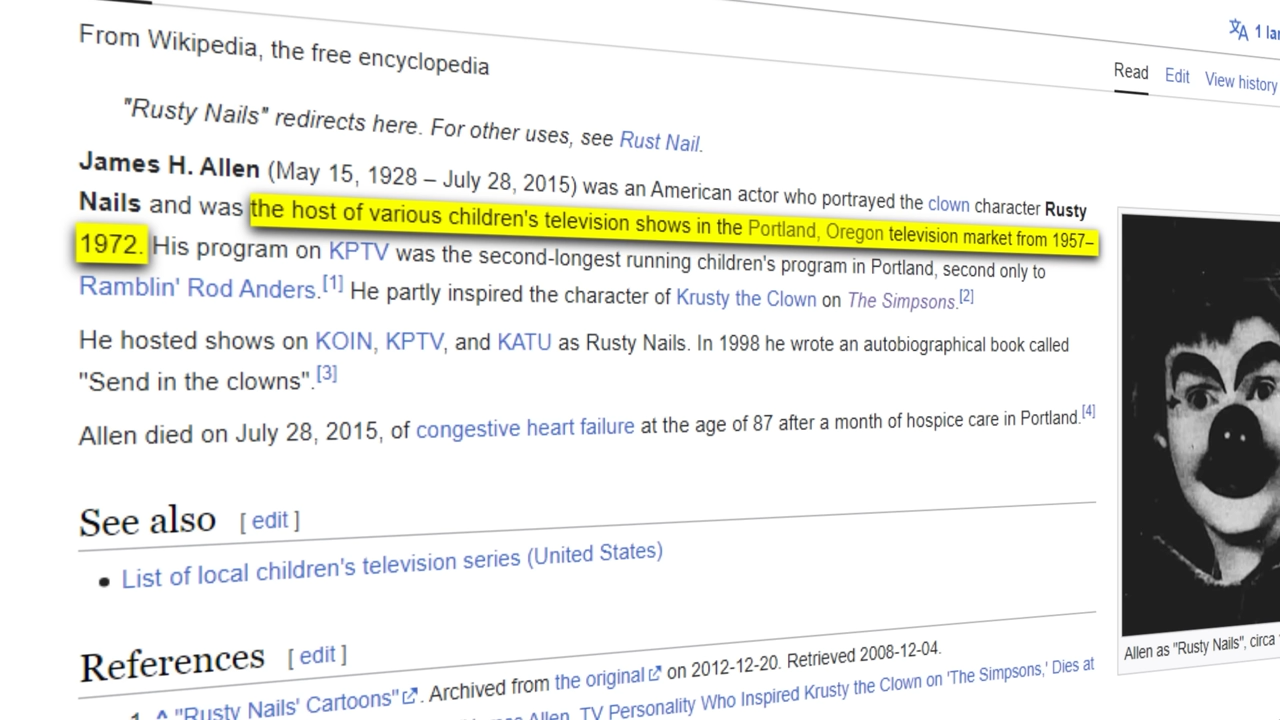 1 lan
From Wikipedia, the free encyclopedia
Read Edit View history
"Rusty Nails" redirects here. For other uses, see Rust Nail.
James H. Allen (May 15, 1928 – July 28, 2015) was an American actor who portrayed the clown character Rusty
Nails and was the host of various children's television shows in the Portland, Oregon television market from 1957–
1972. His program on KPTV was the second-longest running children's program in Portland, second only to
Ramblin' Rod Anders.[1] He partly inspired the character of Krusty the Clown on The Simpsons.[2]
He hosted shows on KOIN, KPTV, and KATU as Rusty Nails. In 1998 he wrote an autobiographical book called
"Send in the clowns".[3]
Allen died on July 28, 2015, of congestive heart failure at the age of 87 after a month of hospice care in Portland.[4]
Allen as "Rusty Nails", circa
See also [ edit ]
• List of local children's television series (United States)
References [ edit ]
1. ^ "Rusty Nails' Cartoons". Archived from the original on 2012-12-20. Retrieved 2008-12-04.
Allen, TV Personality Who Inspired Krusty the Clown on 'The Simpsons,' Dies at